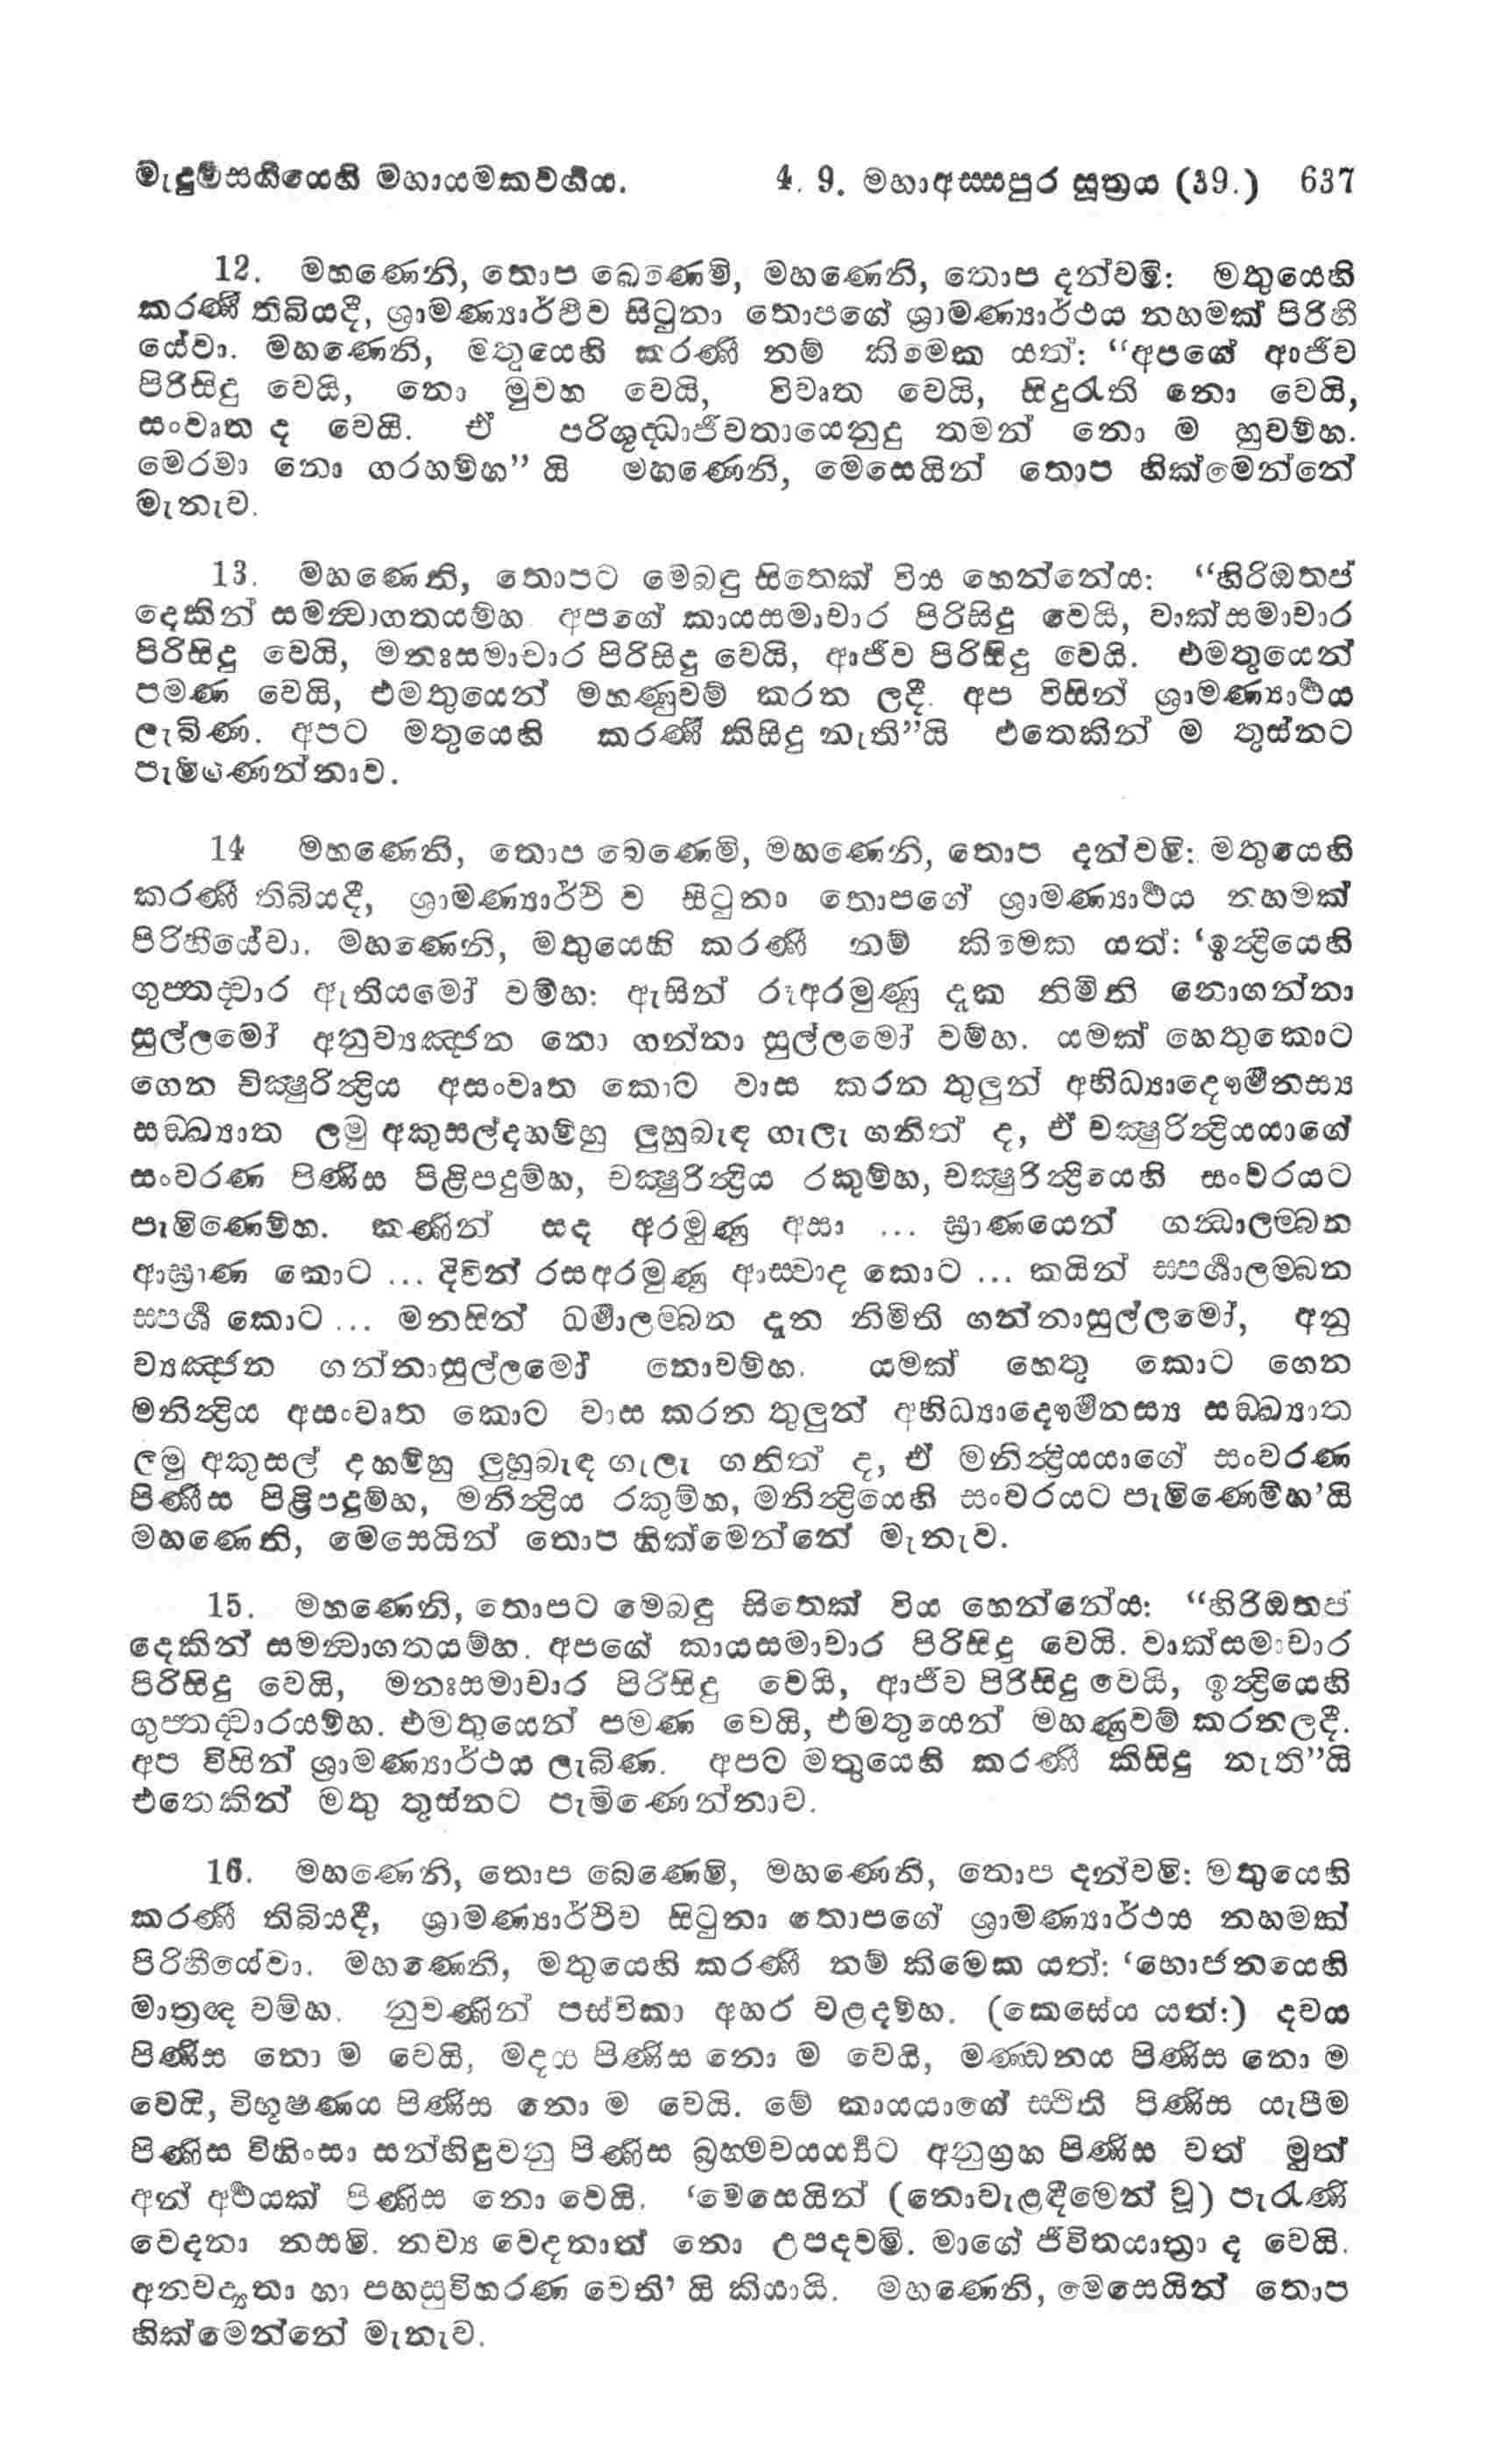 මැදුම්සඟියෙහි මහායමකවර්‍ගය. 4. 9. මහාඅස්සපුර සූත්‍රය (39.) 637
12. මහණෙනි, තොප බෙණෙමි, මහණෙනි, තොප දන්වමි: මතුයෙහි
කරණී තිබියදී, ශ්‍රාමණ්‍යාර්ථීව සිටුනා තොපගේ ශ්‍රාමණ්‍යාර්ථය නහමක් පිරිහී
යේවා. මහණෙනි, මතුයෙහි කරණී නම් කිමෙක යත්: “අපගේ ආජීව
පිරිසිදු වෙයි, නො මුවහ වෙයි, විවෘත වෙයි, සිදුරැති නො වෙයි,
සංවෘත ද වෙයි. ඒ පරිශුද්ධාජීවතායෙනුදු තමන් නො ම හුවම්හ.
මෙරමා නො ගරහම්හ” යි මහණෙනි, මෙසෙයින් තොප හික්මෙන්නේ
මැනැව.
13. මහණෙනි, තොපට මෙබඳු සිතෙක් විය හෙන්නේය: “හිරිඔතප්
දෙකින් සමන්‍වාගතයම්හ අපගේ කායසමාචාර පිරිසිදු වෙයි, වාක්සමාචාර
පිරිසිදු වෙයි, මනඃසමාචාර පිරිසිදු වෙයි, ආජීව පිරිසිදු වෙයි. එමතුයෙන්
පමණ වෙයි, එමතුයෙන් මහණුවම් කරන ලදී. අප විසින් ශ්‍රාමණ්‍යාර්‍ථය
ලැබිණ. අපට මතුයෙහි කරණී කිසිදු නැති”යි එතෙකින් ම තුස්නට
පැමිණෙන්නාව.
14 මහණෙනි, තොප බෙණෙමි, මහණෙනි, තොප දන්වමි: මතුයෙහි
කරණී තිබියදී, ශ්‍රාමණ්‍යාර්ථී ව සිටුනා තොපගේ ශ්‍රාමණ්‍යාර්‍ථය නහමක්
පිරිහීයේවා. මහණෙනි, මතුයෙහි කරණී නම් කිමෙක යත්: ‘ඉන්‍ද්‍රියෙහි
ගුප්තද්වාර ඇතියමෝ වම්හ: ඇසින් රූඅරමුණු දැක නිමිති නොගන්නා
සුල්ලමෝ අනුව්‍යඤ්ජන නො ගන්නා සුල්ලමෝ වම්හ. යමක් හෙතුකොට
ගෙන චක්‍ෂුරින්‍ද්‍රිය අසංවෘත කොට වාස කරන තුලුන් අභිධ්‍යාදෞර්‍මනස්‍ය
සඞ්ඛ්‍යාත ලමු අකුසල්දහම්හු ලුහුබැඳ ගැලැ ගනිත් ද, ඒ චක්‍ෂුරින්‍ද්‍රියයාගේ
සංවරණ පිණිස පිළිපදුම්හ, චක්‍ෂුරින්‍ද්‍රිය රකුම්හ, චක්‍ෂුරින්‍ද්‍රියෙහි සංවරයට
පැමිණෙම්හ. කණින් සද අරමුණු අසා ... ඝ්‍රාණයෙන් ගන්‍ධාලම්බන
ආඝ්‍රාණ කොට ... දිවින් රසඅරමුණු ආස්වාද කොට ... කයින් ස්පර්‍ශාලම්බන
ස්පර්‍ශ කොට ... මනසින් ධර්‍මාලම්බන දැන නිමිති ගන්නාසුල්ලමෝ, අනු
ව්‍යඤ්ජන ගන්නාසුල්ලමෝ නොවම්හ. යමක් හෙතු කොට ගෙන
මනින්‍ද්‍රිය අසංවෘත කොට වාස කරන තුලුන් අභිධ්‍යාදෞර්‍මනස්‍ය සඞ්ඛ්‍යාත
ලමු අකුසල් දහම්හු ලුහුබැඳ ගැලැ ගනිත් ද, ඒ මනින්‍ද්‍රියයාගේ සංවරණ
පිණිස පිළිපදුම්හ, මනින්‍ද්‍රිය රකුම්හ, මනින්‍ද්‍රියෙහි සංවරයට පැමිණෙම්හ’යි
මහණෙනි, මෙසෙයින් තොප හික්මෙන්නේ මැනැව.
15. මහණෙනි, තොපට මෙබඳු සිතෙක් විය හෙන්නේය: “හිරිඔතප්
දෙකින් සමන්‍වාගතයම්හ. අපගේ කායසමාචාර පිරිසිදු වෙයි. වාක්සමාචාර
පිරිසිදු වෙයි, මනඃසමාචාර පිරිසිදු වෙයි, ආජීව පිරිසිදු වෙයි, ඉන්‍ද්‍රියෙහි
ගුප්තද්වාරයම්හ. එමතුයෙන් පමණ වෙයි, එමතුයෙන් මහණුවම් කරනලදී.
අප විසින් ශ්‍රාමණ්‍යාර්ථය ලැබිණ. අපට මතුයෙහි කරණී කිසිදු නැති”යි
එතෙකින් මතු තුස්නට පැමිණෙන්නාව.
16. මහණෙනි, තොප බෙණෙමි, මහණෙනි, තොප දන්වමි: මතුයෙහි
කරණී තිබියදී, ශ්‍රාමණ්‍යාර්ථීව සිටුනා තොපගේ ශ්‍රාමණ්‍යාර්ථය නහමක්
පිරිහීයේවා. මහණෙනි, මතුයෙහි කරණී නම් කිමෙක යත්: ‘භොජනයෙහි
මාත්‍රඥ වම්හ. නුවණින් පස්විකා අහර වළඳම්හ. (කෙසේය යත්:) දවය
පිණිස නො ම වෙයි, මදය පිණිස නො ම වෙයි, මණ්ඩනය පිණිස නො ම
වෙයි, විභූෂණය පිණිස නො ම වෙයි. මේ කායයාගේ ස්ථිති පිණිස යැපීම
පිණිස විහිංසා සන්හිඳුවනු පිණිස බ්‍රහ්මචය්‍ර්‍යයට අනුග්‍රහ පිණිස වත් මුත්
අන් අර්‍ථයක් පිණිස නො වෙයි. ‘මෙසෙයින් (නොවැළඳීමෙන් වූ) පැරැණි
වෙදනා නසමි. නව්‍ය වෙදනාත් නො උපදවමි. මාගේ ජීවිතයාත්‍රා ද වෙයි.
අනවද්‍යතා හා පහසුවිහරණ වෙති’ යි කියායි. මහණෙනි, මෙසෙයින් තොප
හික්මෙන්නේ මැනැව.